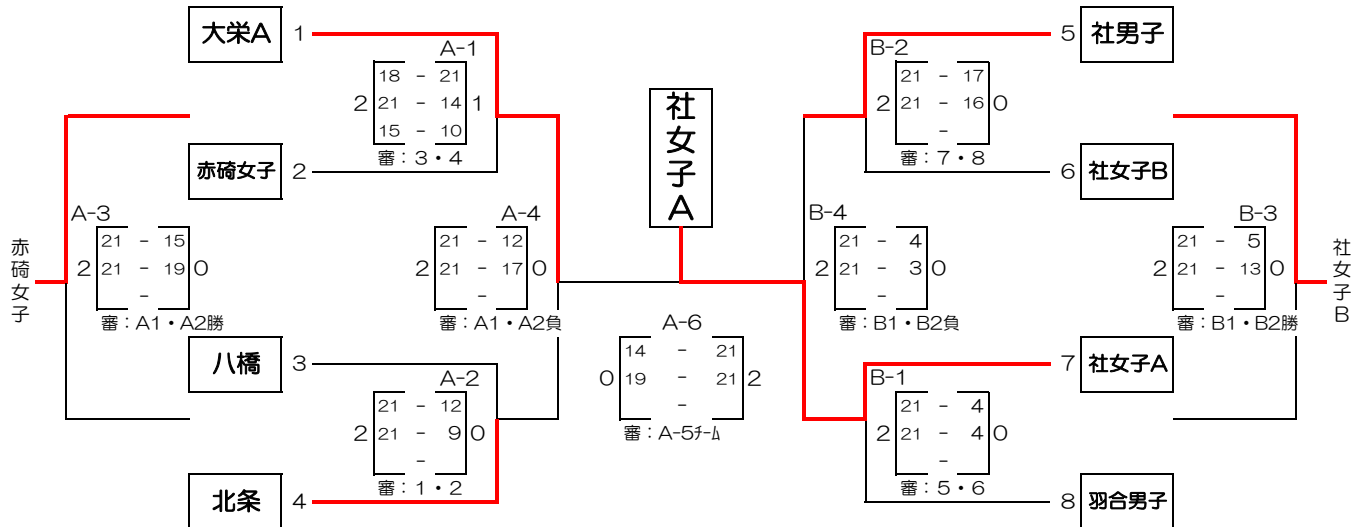 大栄A 1
A-1
18 - 21
2 21 - 14 1
15 - 10
審：3・4
赤碕女子 2
A-3
21 - 15
2 21 - 19 0
-
審：A1・A2勝
赤碕女子
A-4
21 - 12
2 21 - 17 0
-
審：A1・A2負
八橋 3
A-2
21 - 12
2 21 - 9 0
-
審：1・2
北条 4
社女子A
A-6
14 - 21
0 19 - 21 2
-
審：A-5ﾁｰﾑ
5 社男子
B-2
21 - 17
2 21 - 16 0
-
審：7・8
6 社女子B
B-4
21 - 4
2 21 - 3 0
-
審：B1・B2負
B-3
21 - 5
2 21 - 13 0
-
審：B1・B2勝
社女子B
7 社女子A
B-1
21 - 4
2 21 - 4 0
-
審：5・6
8 羽合男子